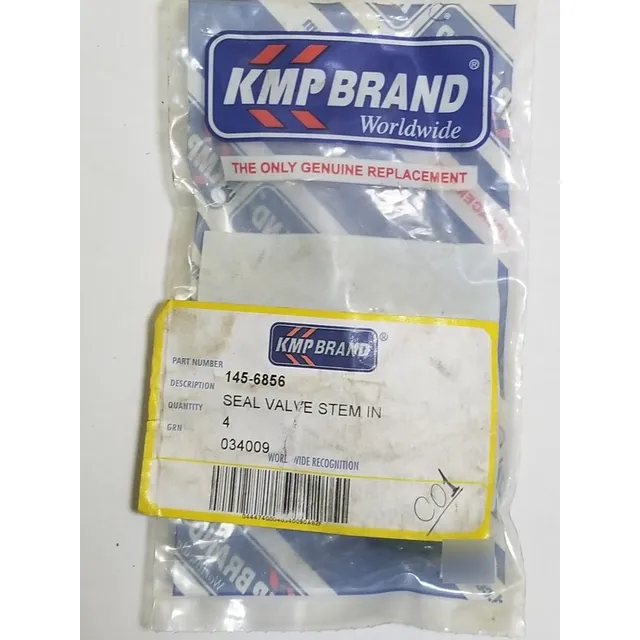 KMP BRAND®
Worldwide
THE ONLY GENUINE REPLACEMENT
KMP BRAND
PART NUMBER 145-6856
DESCRIPTION SEAL VALVE STEM IN
QUANTITY 4
GRN 034009
WORLDWIDE RECOGNITION
C01